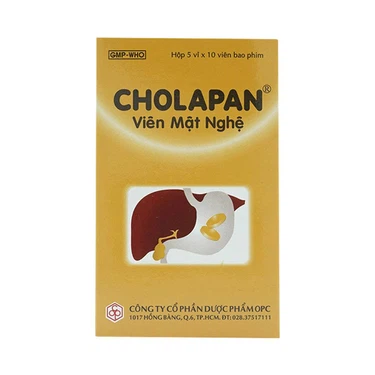 GMP-WHO
Hộp 5 vỉ x 10 viên bao phim
CHOLAPAN®
Viên Mật Nghệ
CÔNG TY CỔ PHẦN DƯỢC PHẨM OPC
1017 HỒNG BÀNG, Q.6, TP.HCM. ĐT: 028.37517111